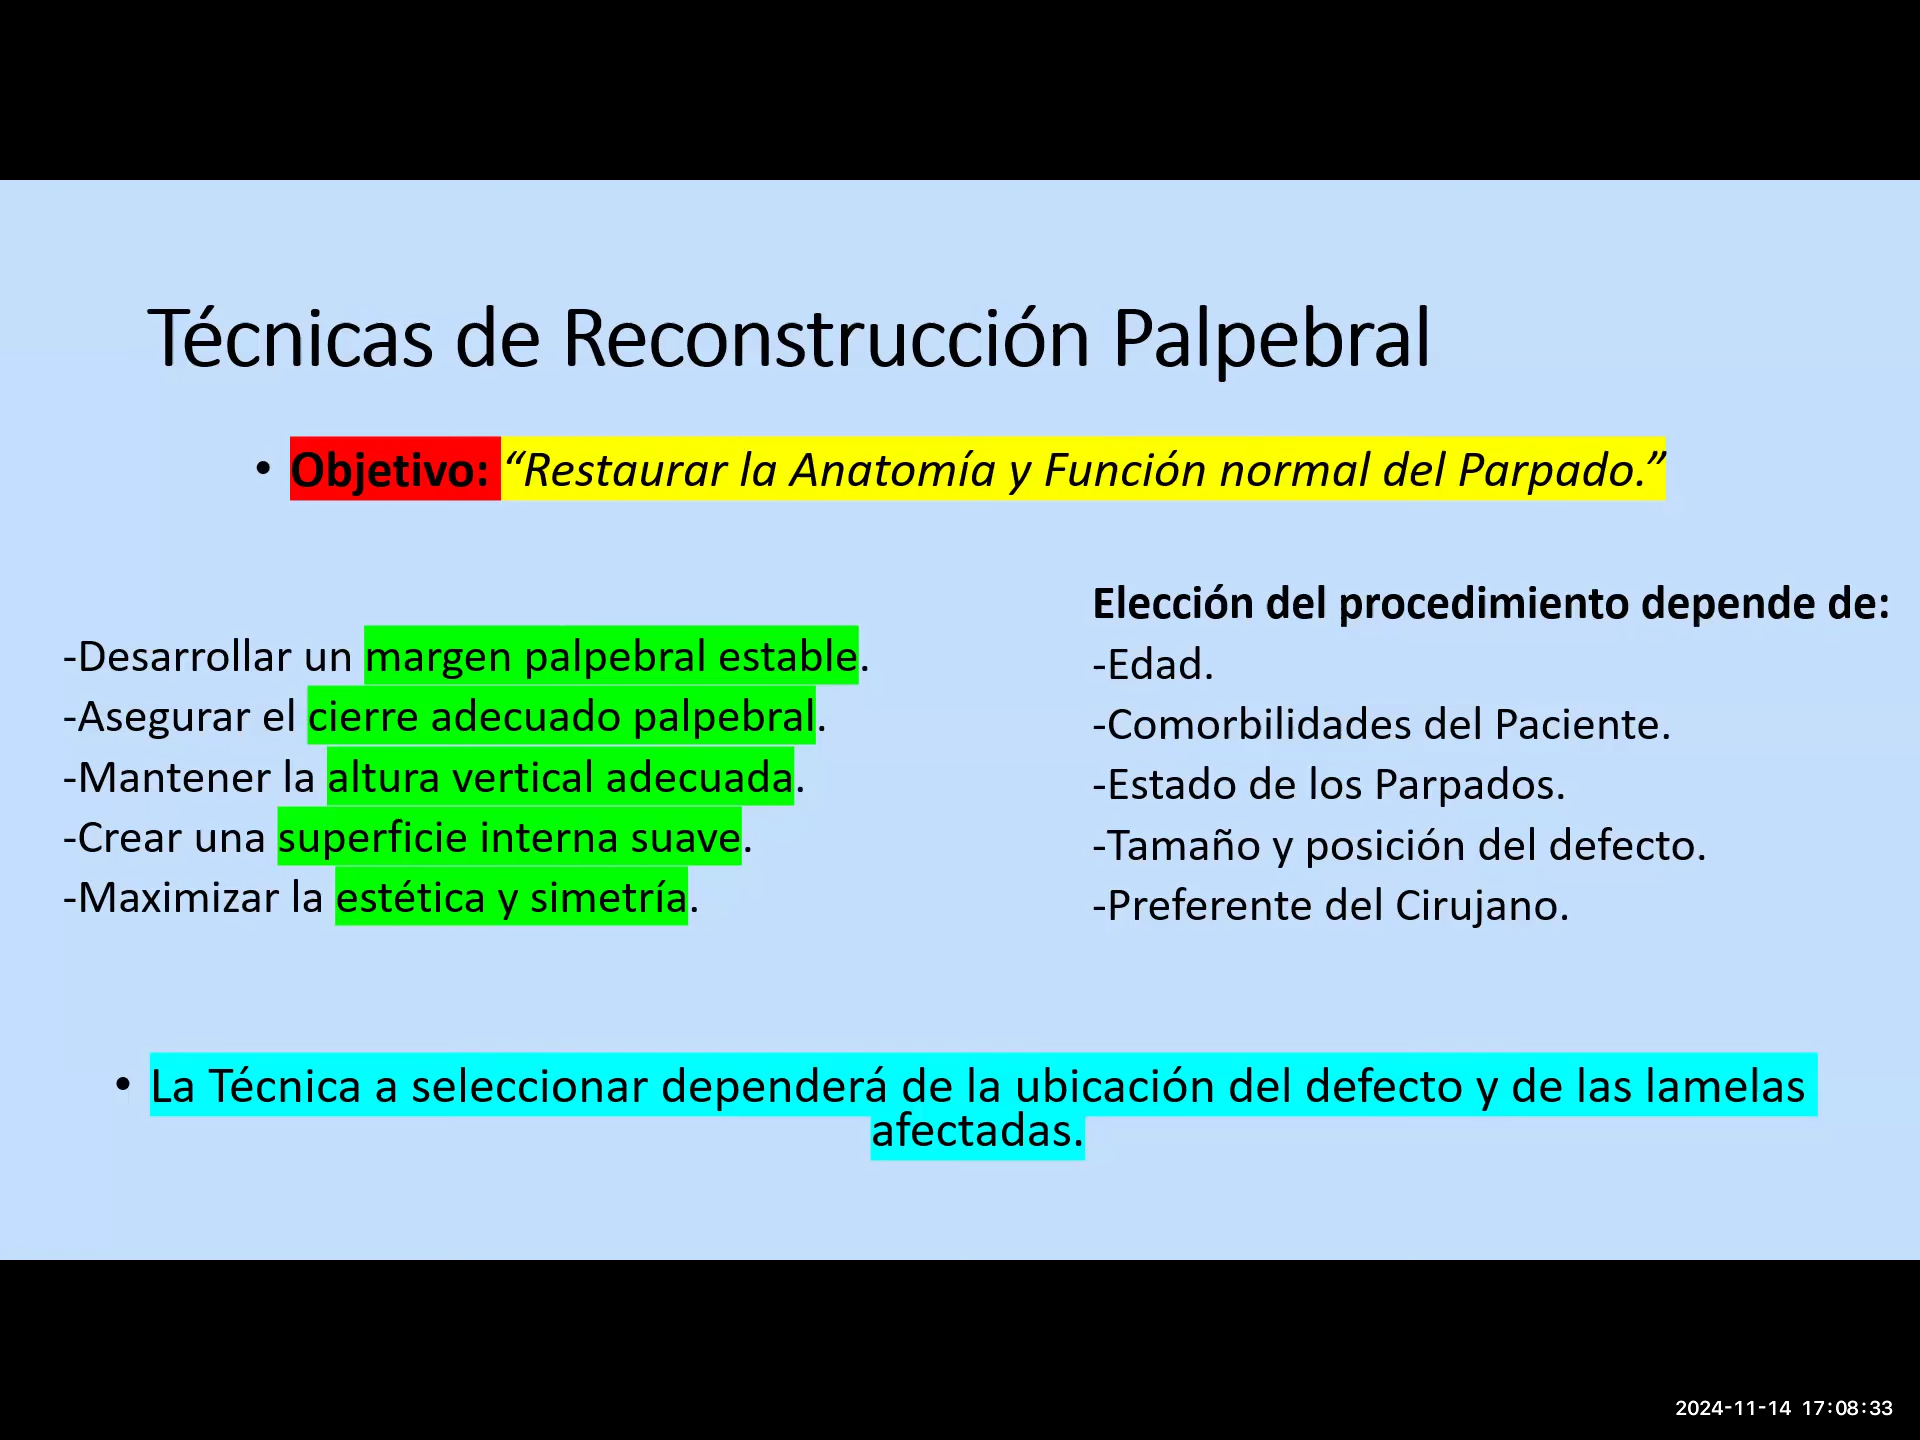 Técnicas de Reconstrucción Palpebral
• Objetivo: “Restaurar la Anatomía y Función normal del Parpado.”
-Desarrollar un margen palpebral estable.
-Asegurar el cierre adecuado palpebral.
-Mantener la altura vertical adecuada.
-Crear una superficie interna suave.
-Maximizar la estética y simetría.
Elección del procedimiento depende de:
-Edad.
-Comorbilidades del Paciente.
-Estado de los Parpados.
-Tamaño y posición del defecto.
-Preferente del Cirujano.
• La Técnica a seleccionar dependerá de la ubicación del defecto y de las lamelas
afectadas.
2024-11-14 17:08:33